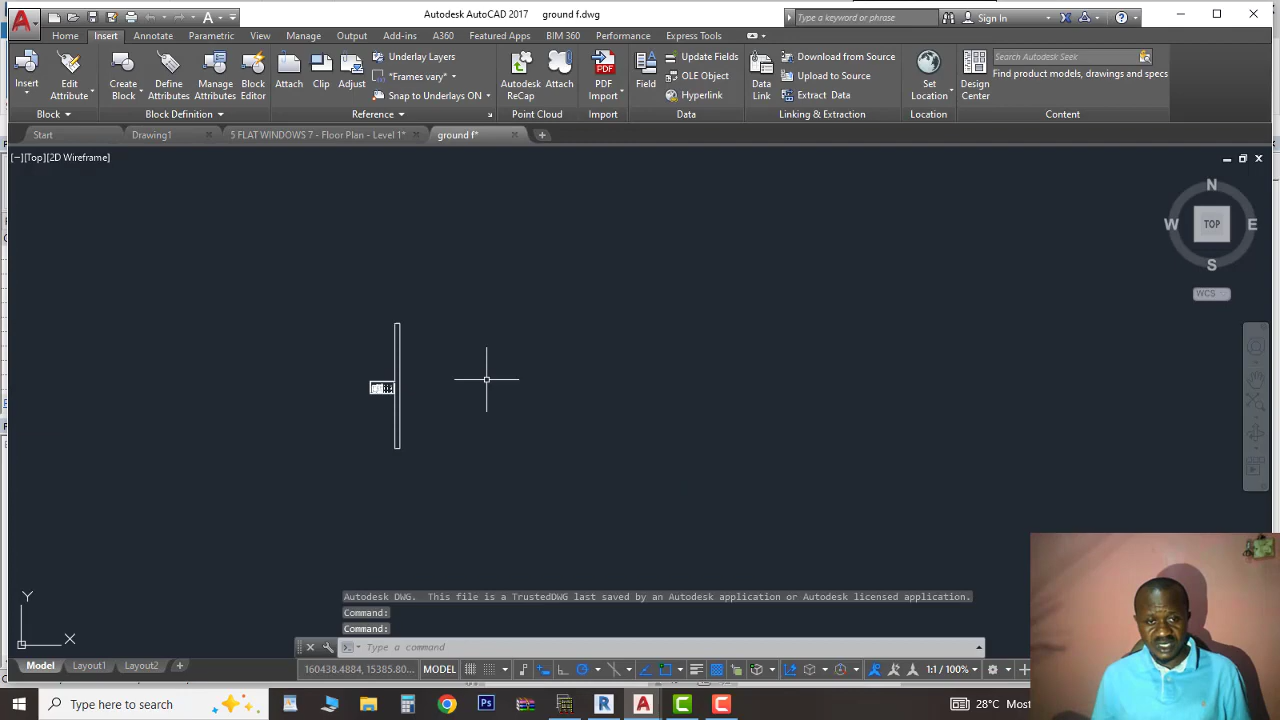 Autodesk AutoCAD 2017 ground f.dwg
Type a keyword or phrase
Sign In
Home Insert Annotate Parametric View Manage Output Add-ins A360 Featured Apps BIM 360 Performance Express Tools
Insert
Edit Attribute
Create Block
Define Attributes
Manage Attributes
Block Editor
Attach
Clip
Adjust
Underlay Layers
*Frames vary*
Snap to Underlays ON
Autodesk ReCap
Attach
PDF Import
Field
Update Fields
OLE Object
Hyperlink
Data Link
Download from Source
Upload to Source
Extract Data
Set Location
Design Center
Search Autodesk Seek
Find product models, drawings and specs
Block Block Definition Reference Point Cloud Import Data Linking & Extraction Location Content
Start Drawing1 5 FLAT WINDOWS 7 - Floor Plan - Level 1* ground f*
[−][Top][2D Wireframe]
N
W TOP E
S
WCS
Y
X
Autodesk DWG. This file is a TrustedDWG last saved by an Autodesk application or Autodesk licensed application.
Command:
Command:
Type a command
Model Layout1 Layout2
160438.4884, 15385.80... MODEL 1:1 / 100%
Type here to search
28°C Most